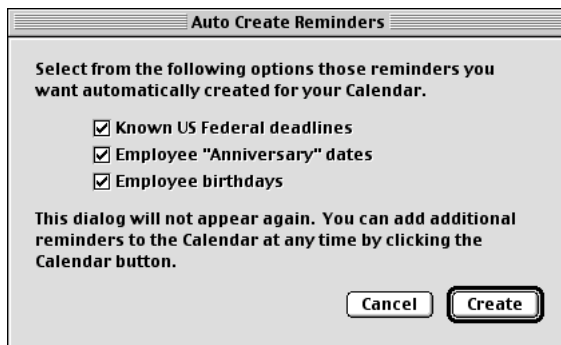 Auto Create Reminders
Select from the following options those reminders you
want automatically created for your Calendar.
Known US Federal deadlines
Employee "Anniversary" dates
Employee birthdays
This dialog will not appear again. You can add additional
reminders to the Calendar at any time by clicking the
Calendar button.
Cancel Create